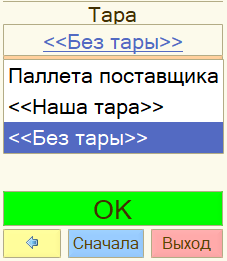 Тара
<<Без тары>>
Паллета поставщика
<<Наша тара>>
<<Без тары>>
OK
Сначала Выход